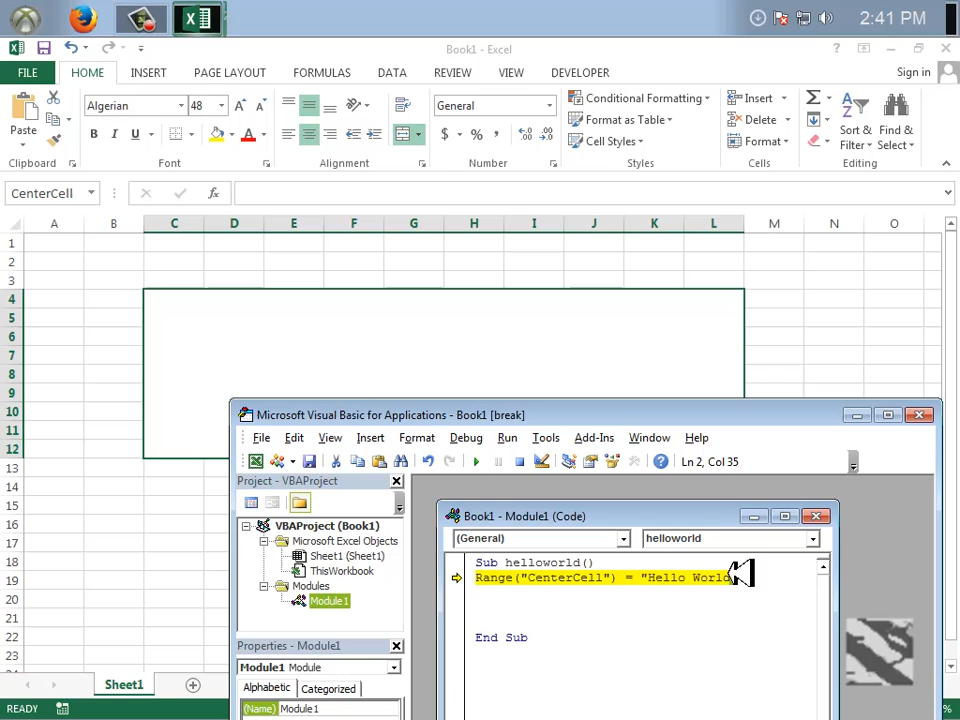 2:41 PM
Book1 - Excel
FILE HOME INSERT PAGE LAYOUT FORMULAS DATA REVIEW VIEW DEVELOPER Sign in
Paste
Algerian 48
General
Conditional Formatting
Format as Table
Cell Styles
Insert
Delete
Format
Sort & Filter
Find & Select
Clipboard Font Alignment Number Styles Cells Editing
CenterCell
A B C D E F G H I J K L M N O
1
2
3
4
5
6
7
8
9
10
11
12
13
14
15
16
17
18
19
20
21
22
23
Microsoft Visual Basic for Applications - Book1 [break]
File Edit View Insert Format Debug Run Tools Add-Ins Window Help
Ln 2, Col 35
Project - VBAProject
VBAProject (Book1)
Microsoft Excel Objects
Sheet1 (Sheet1)
ThisWorkbook
Modules
Module1
Properties - Module1
Module1 Module
Alphabetic Categorized
(Name) Module1
Book1 - Module1 (Code)
(General) helloworld
Sub helloworld()
Range("CenterCell") = "Hello World
End Sub
Sheet1
READY
%